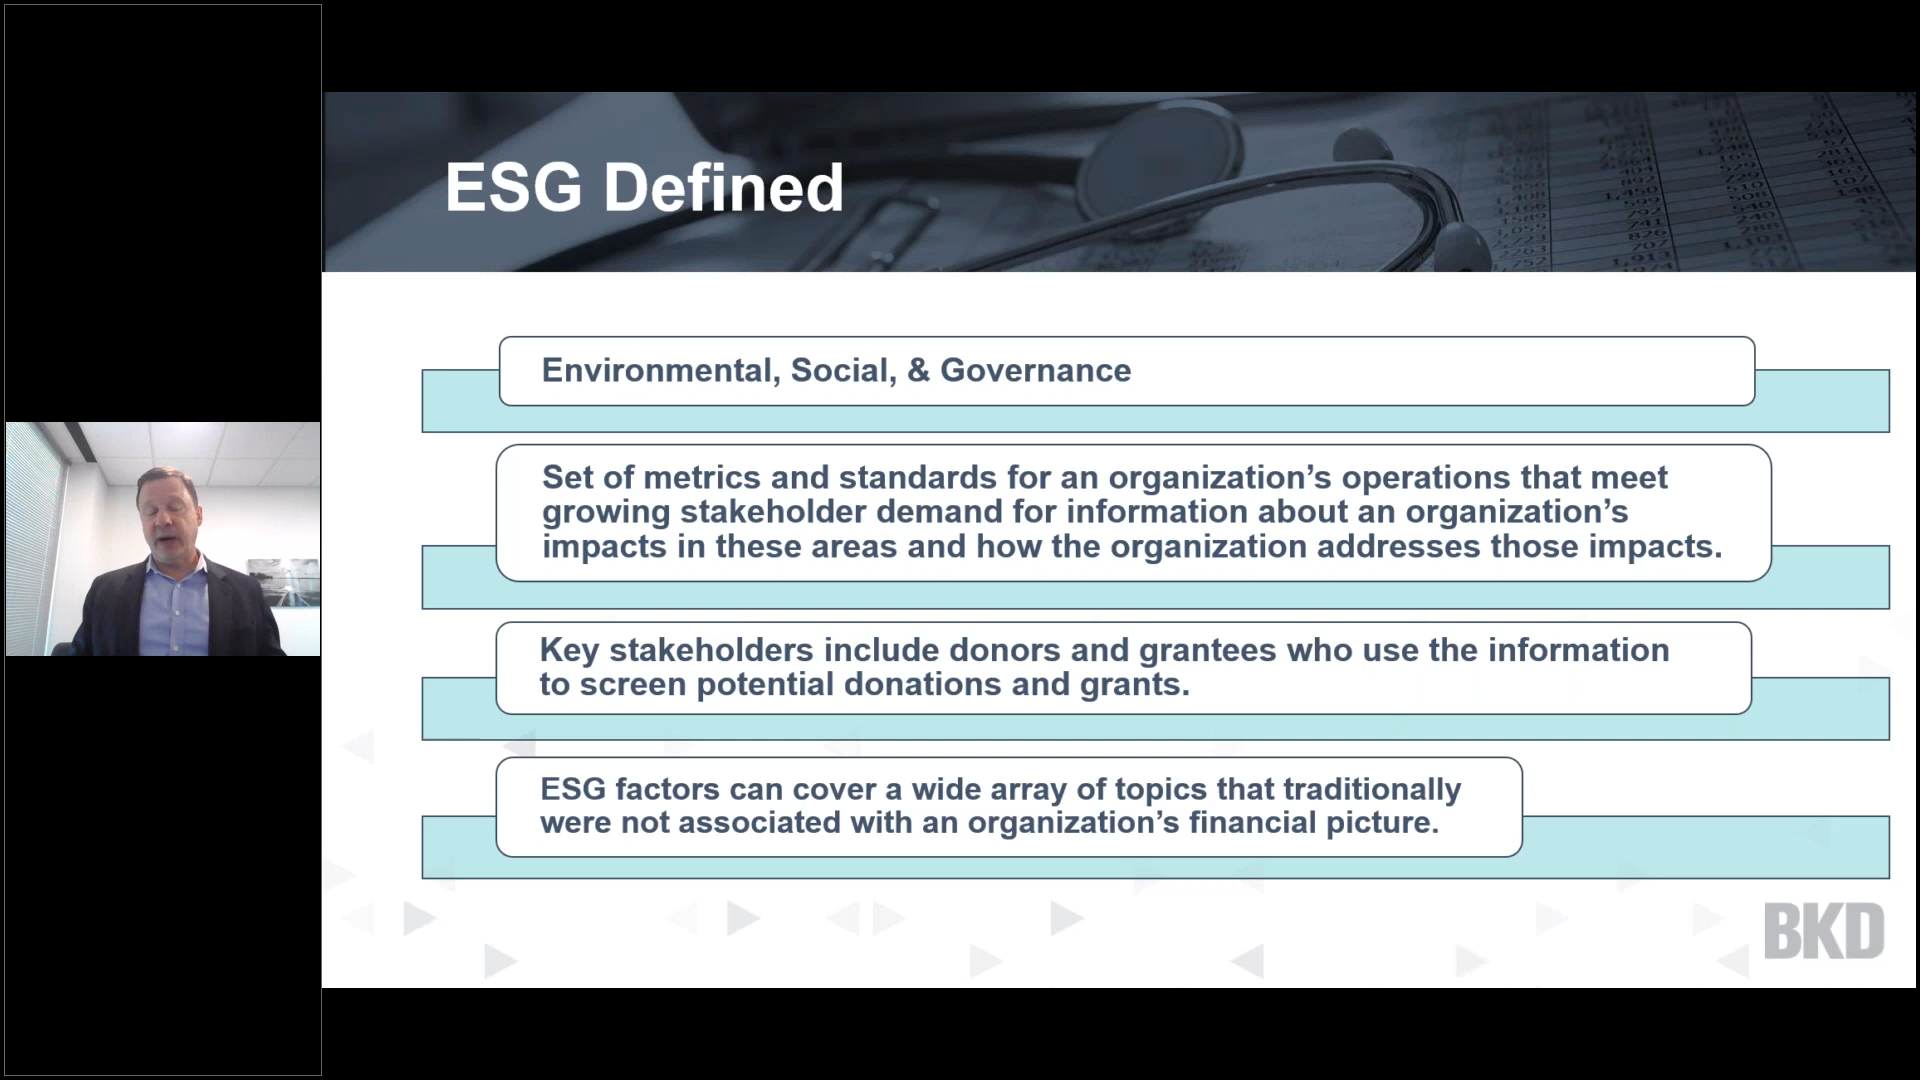 ESG Defined
Environmental, Social, & Governance
Set of metrics and standards for an organization’s operations that meet
growing stakeholder demand for information about an organization’s
impacts in these areas and how the organization addresses those impacts.
Key stakeholders include donors and grantees who use the information
to screen potential donations and grants.
ESG factors can cover a wide array of topics that traditionally
were not associated with an organization’s financial picture.
BKD